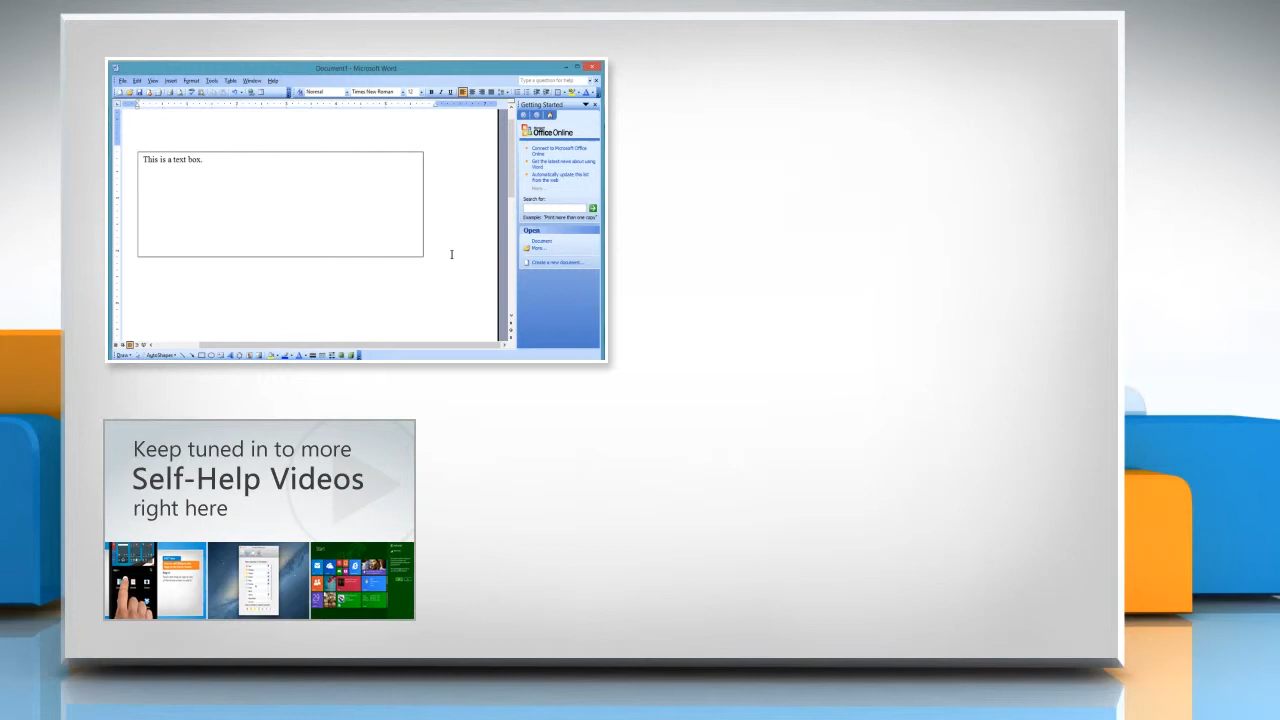 Document1 - Microsoft Word
File Edit View Insert Format Tools Table Window Help
Type a question for help
Normal Times New Roman 12
Getting Started
Office Online
Connect to Microsoft Office
Online
Get the latest news about using
Word
Automatically update this list
from the web
More...
Search for:
Example: "Print more than one copy"
Open
Document
More...
Create a new document...
This is a text box.
Draw AutoShapes
Keep tuned in to more
Self-Help Videos
right here
Start